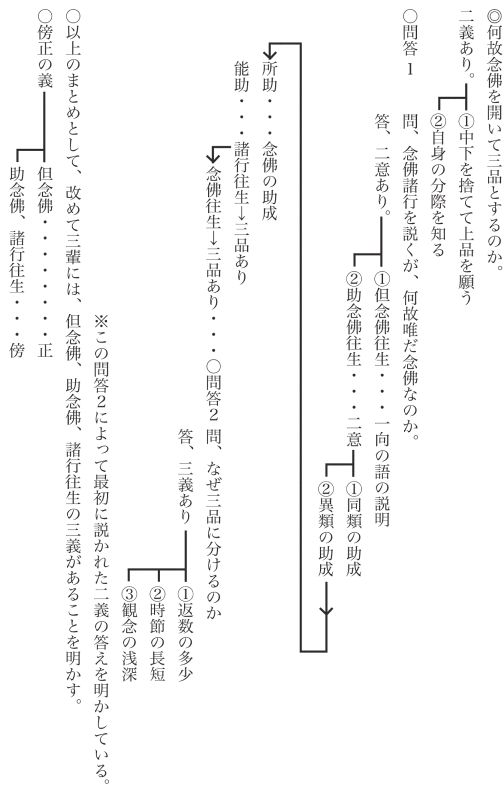 ◎何故念佛を開いて三品とするのか。
二義あり。
①中下を捨てて上品を願う
②自身の分際を知る
○問答1
問、念佛諸行を説くが、何故唯だ念佛なのか。
答、二意あり。
①但念佛往生・・・一向の語の説明
②助念佛往生・・・二意
①同類の助成
②異類の助成
所助・・・念佛の助成
能助・・・諸行往生→三品あり
念佛往生→三品あり・・・○問答2
問、なぜ三品に分けるのか
答、三義あり
①返数の多少
②時節の長短
③観念の浅深
※この問答2によって最初に説かれた二義の答えを明かしている。
○以上のまとめとして、改めて三輩には、但念佛、助念佛、諸行往生の三義があることを明かす。
○傍正の義
但念佛・・・・・・・・・正
助念佛、諸行往生・・・傍